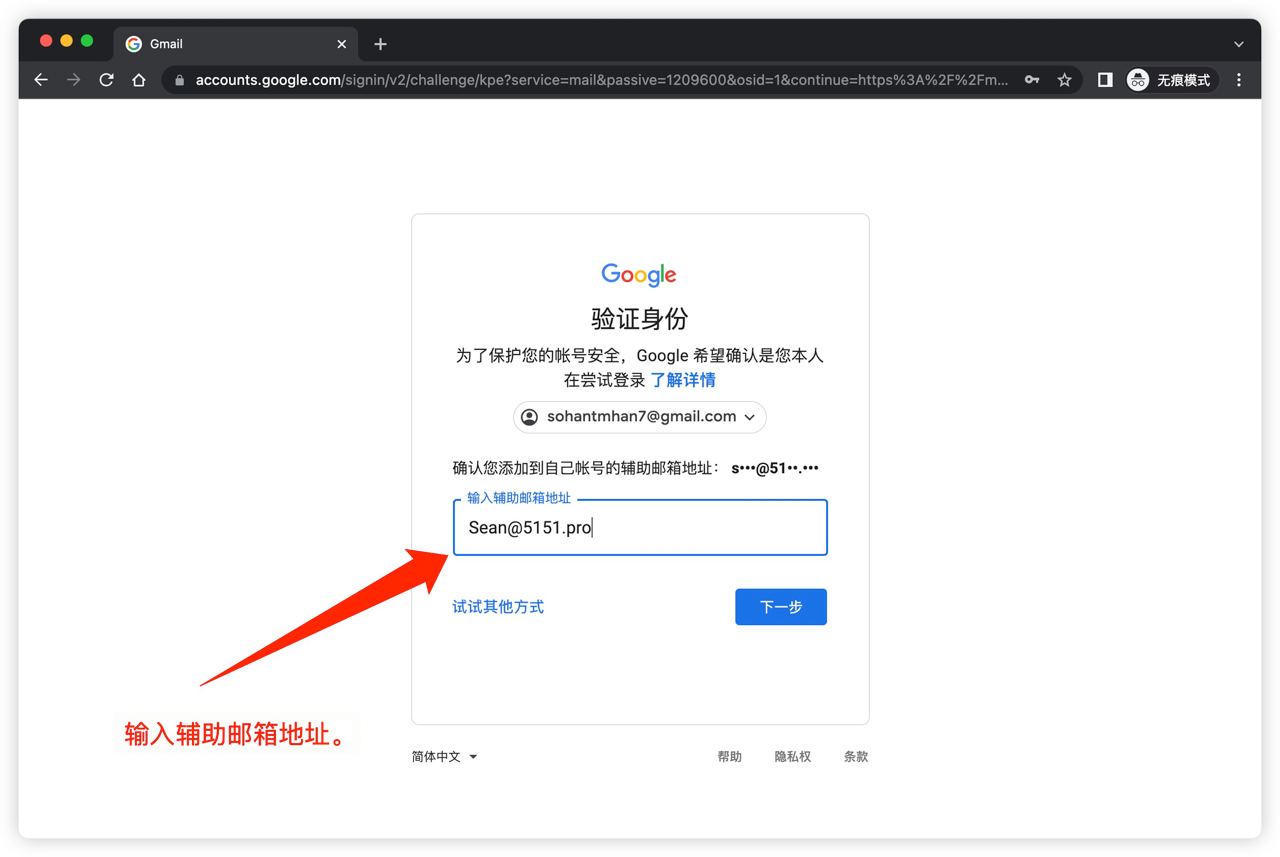 Gmail
accounts.google.com/signin/v2/challenge/kpe?service=mail&passive=1209600&osid=1&continue=https%3A%2F%2Fm...
无痕模式
Google
验证身份
为了保护您的帐号安全，Google 希望确认是您本人
在尝试登录 了解详情
sohantmhan7@gmail.com
确认您添加到自己帐号的辅助邮箱地址： s•••@51••.•••
输入辅助邮箱地址
Sean@5151.pro
试试其他方式
下一步
输入辅助邮箱地址。
简体中文
帮助
隐私权
条款